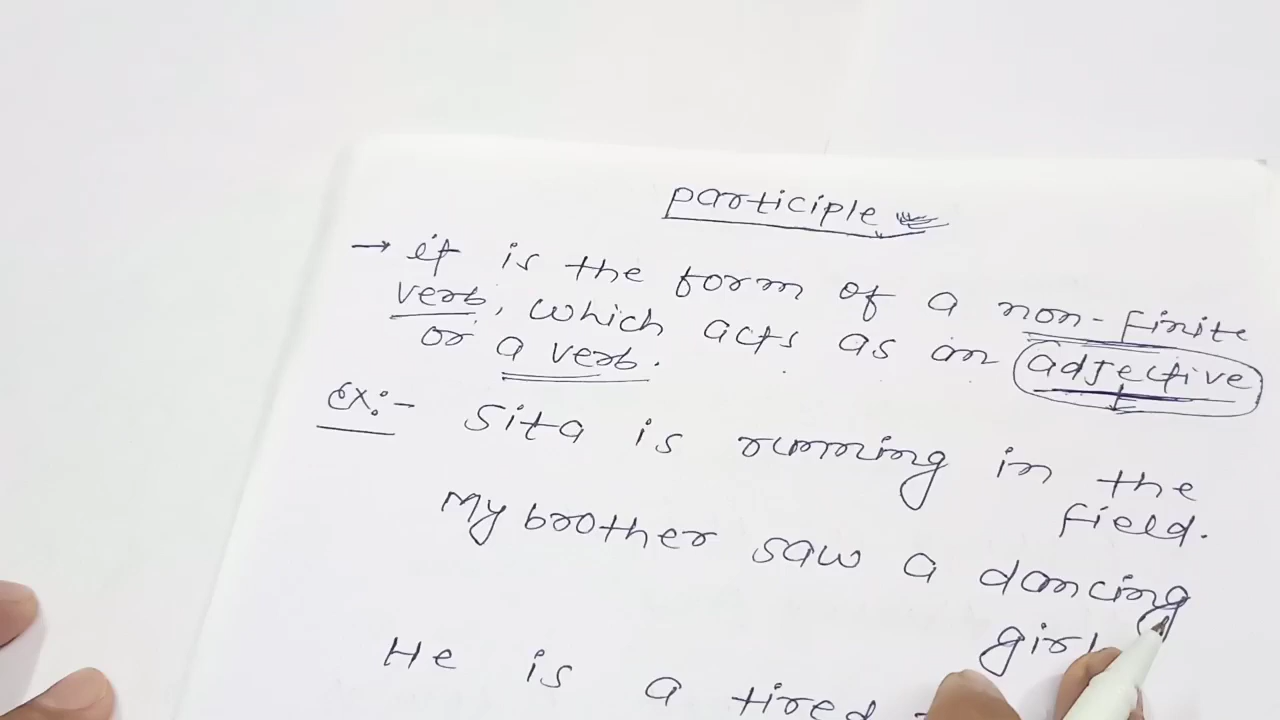 participle
→ it is the form of a non-finite
verb, which acts as an adjective
or a verb.
Ex:- Sita is running in the
field.
My brother saw a dancing
girl
He is a tired